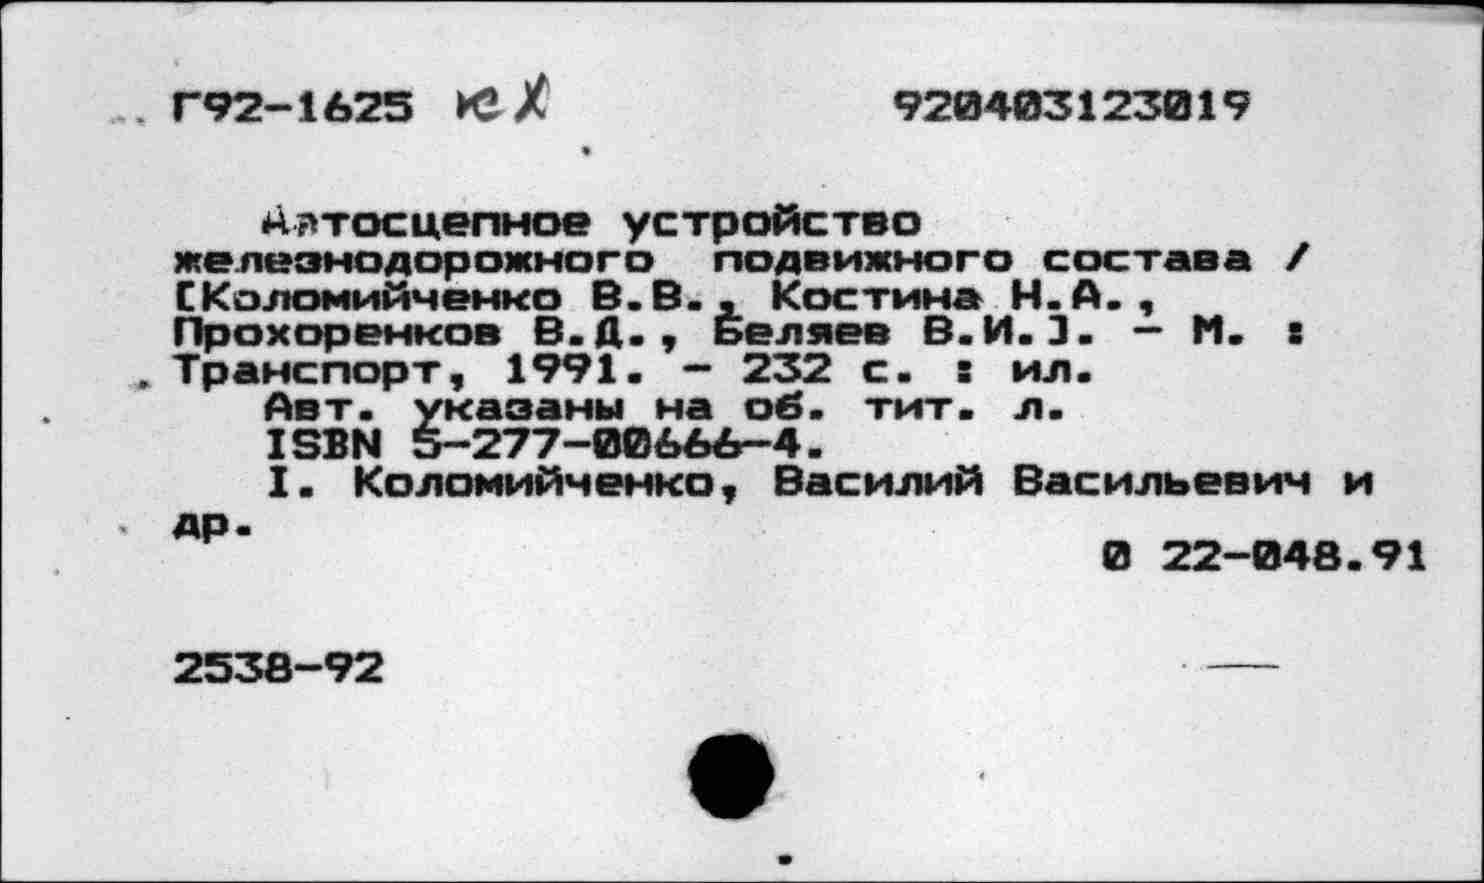 Г92-1625 кХ 920403123019
Автосцепное устройство
железнодорожного подвижного состава /
[Коломийченко В.В., Костина Н.А.,
Прохоренков В.Д., Беляев В.И.]. - М. :
Транспорт, 1991. - 232 с. : ил.
Авт. указаны на об. тит. л.
ISBN 5-277-00666-4.
I. Коломийченко, Василий Васильевич и
др.
0 22-048.91
2538-92